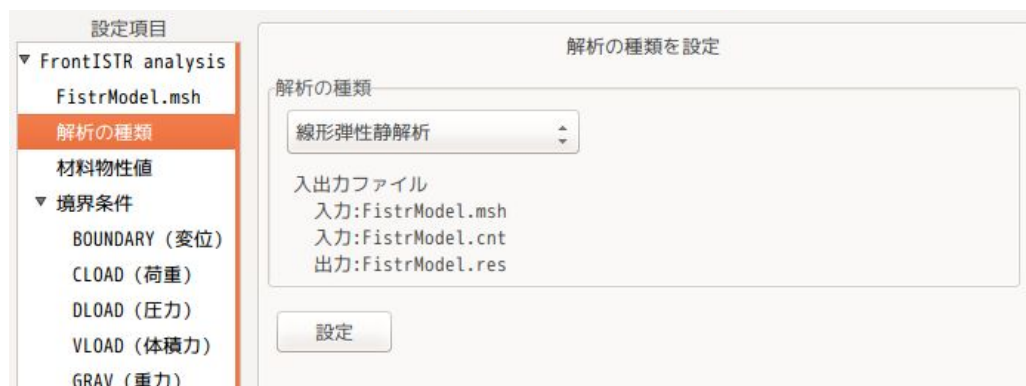 設定項目
▼ FrontISTR analysis
FistrModel.msh
解析の種類
材料物性値
▼ 境界条件
BOUNDARY (変位)
CLOAD (荷重)
DLOAD (圧力)
VLOAD (体積力)
GRAV (重力)
解析の種類を設定
解析の種類
線形弾性静解析
入出力ファイル
入力:FistrModel.msh
入力:FistrModel.cnt
出力:FistrModel.res
設定